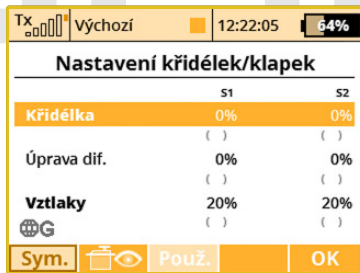 Tx Výchozí 12:22:05 64%
Nastavení křidélek/klapek
S1 S2
Křidélka 0% 0%
( ) ( )
Úprava dif. 0% 0%
( ) ( )
Vztlaky 20% 20%
G ( ) ( )
Sym. Použ. OK